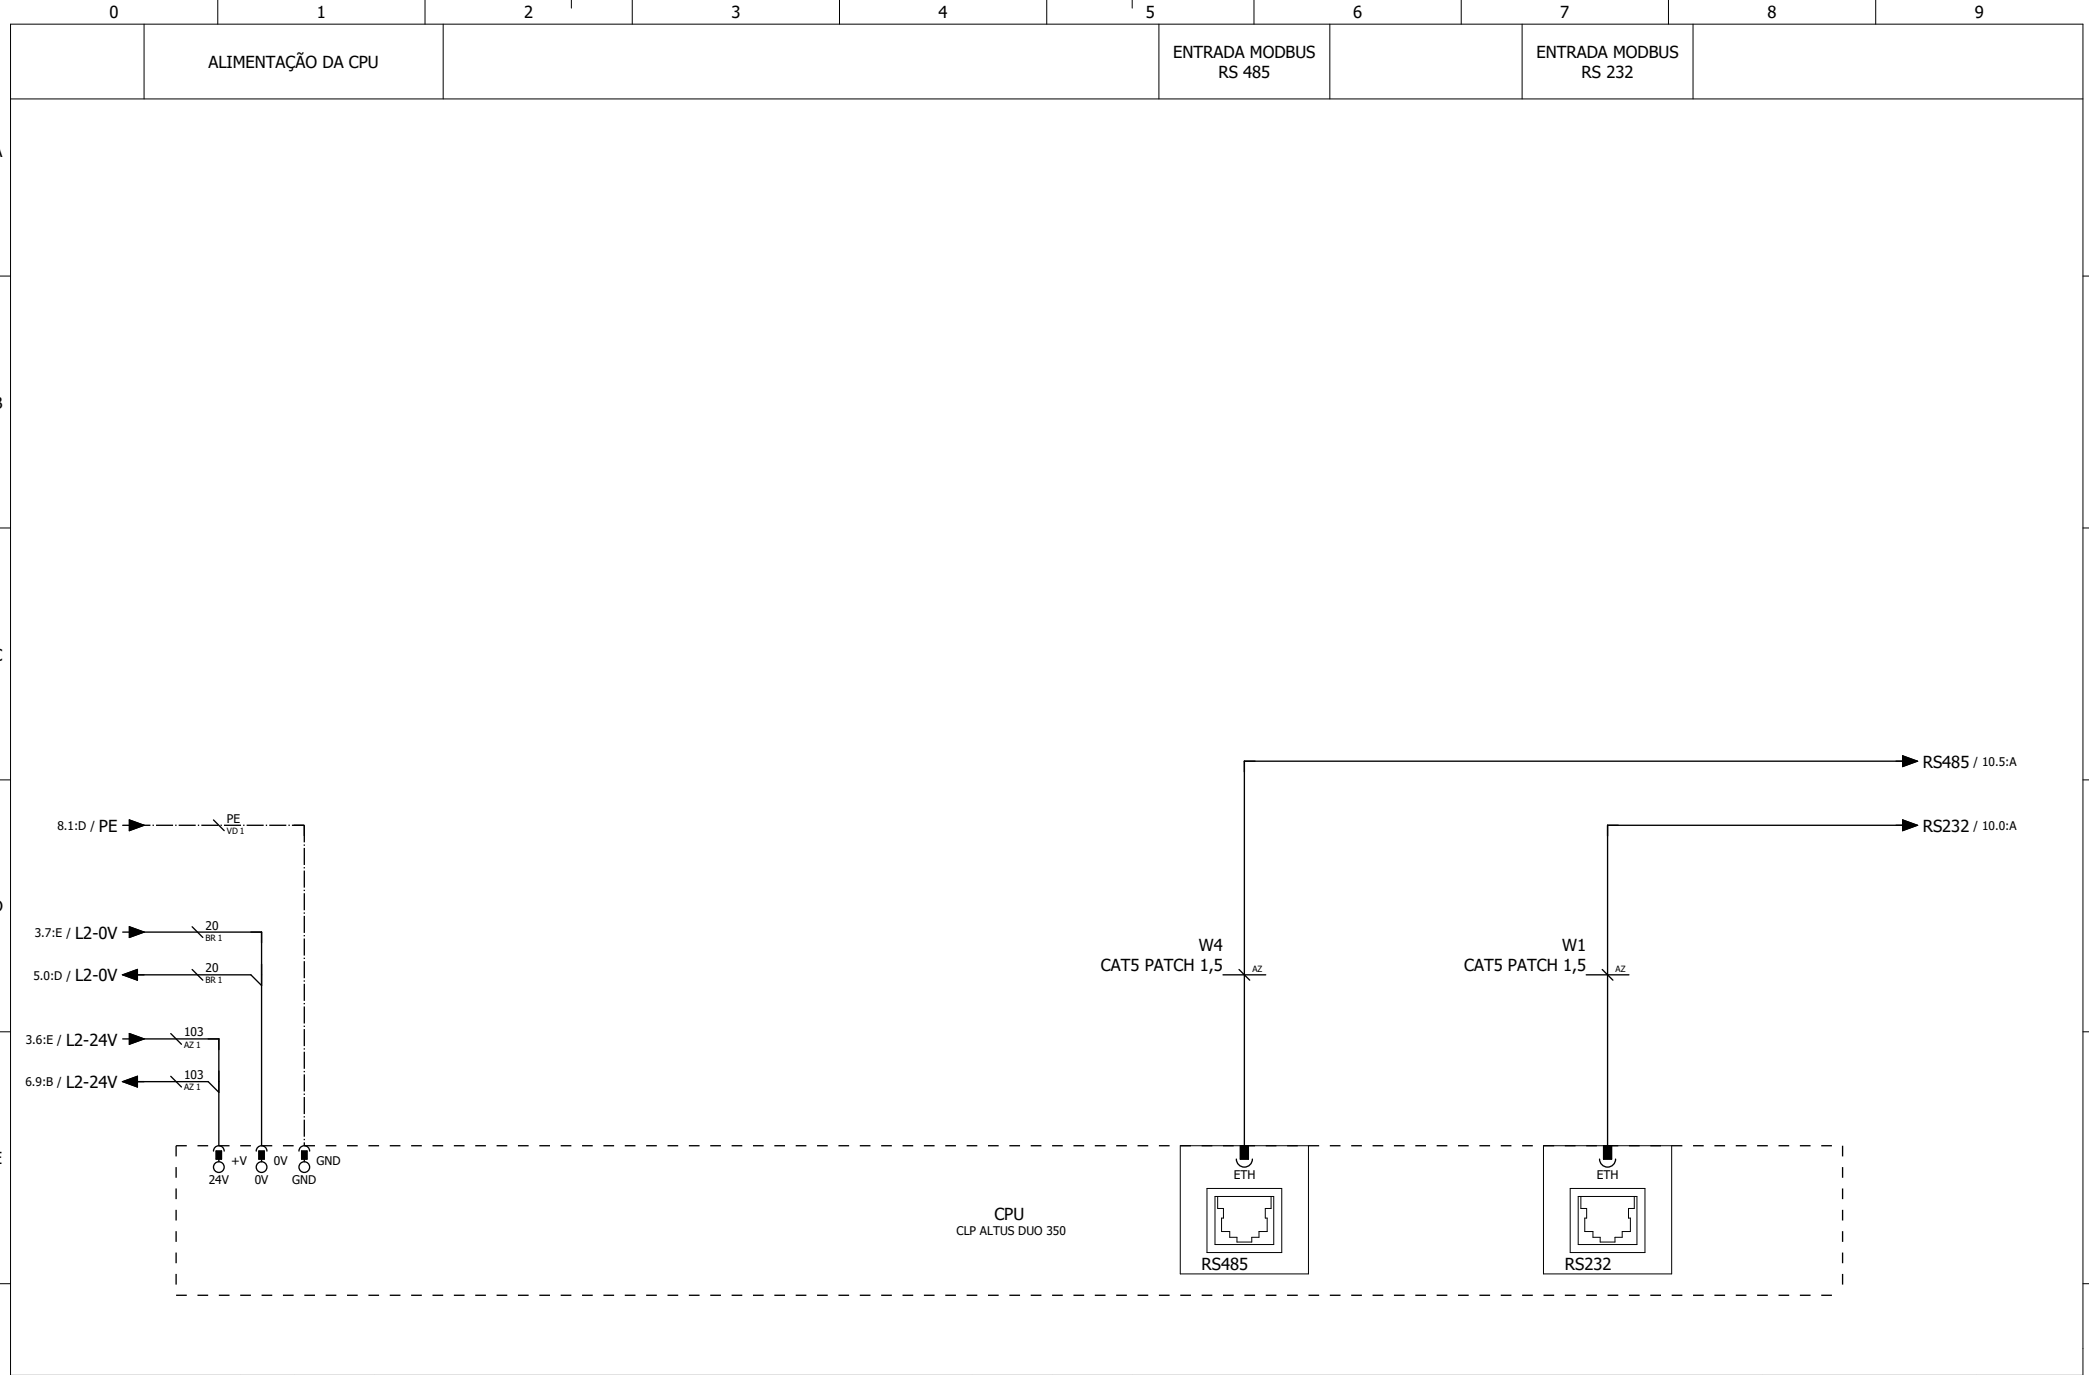 0 1 2 3 4 5 6 7 8 9
ALIMENTAÇÃO DA CPU
ENTRADA MODBUS
RS 485
ENTRADA MODBUS
RS 232
RS485 / 10.5:A
8.1:D / PE
PE
VD 1
RS232 / 10.0:A
3.7:E / L2-0V
20
BR 1
5.0:D / L2-0V
20
BR 1
W4
CAT5 PATCH 1,5
AZ
W1
CAT5 PATCH 1,5
AZ
3.6:E / L2-24V
103
AZ 1
6.9:B / L2-24V
103
AZ 1
+V
0V
GND
24V
0V
GND
ETH
ETH
CPU
CLP ALTUS DUO 350
RS485
RS232